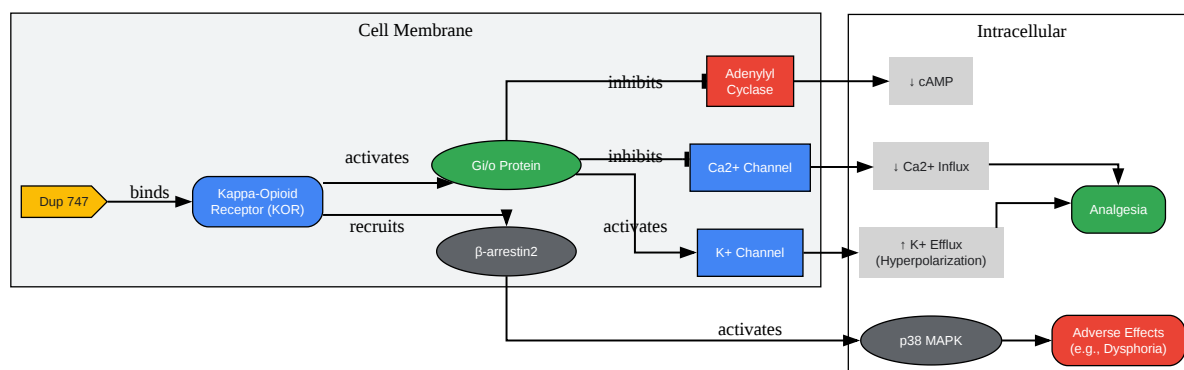 Cell Membrane
Intracellular
inhibits
Adenylyl
Cyclase
↓ cAMP
activates
Gi/o Protein
inhibits
Ca2+ Channel
↓ Ca2+ Influx
Dup 747
binds
Kappa-Opioid
Receptor (KOR)
Analgesia
recruits
β-arrestin2
activates
K+ Channel
↑ K+ Efflux
(Hyperpolarization)
activates
p38 MAPK
Adverse Effects
(e.g., Dysphoria)